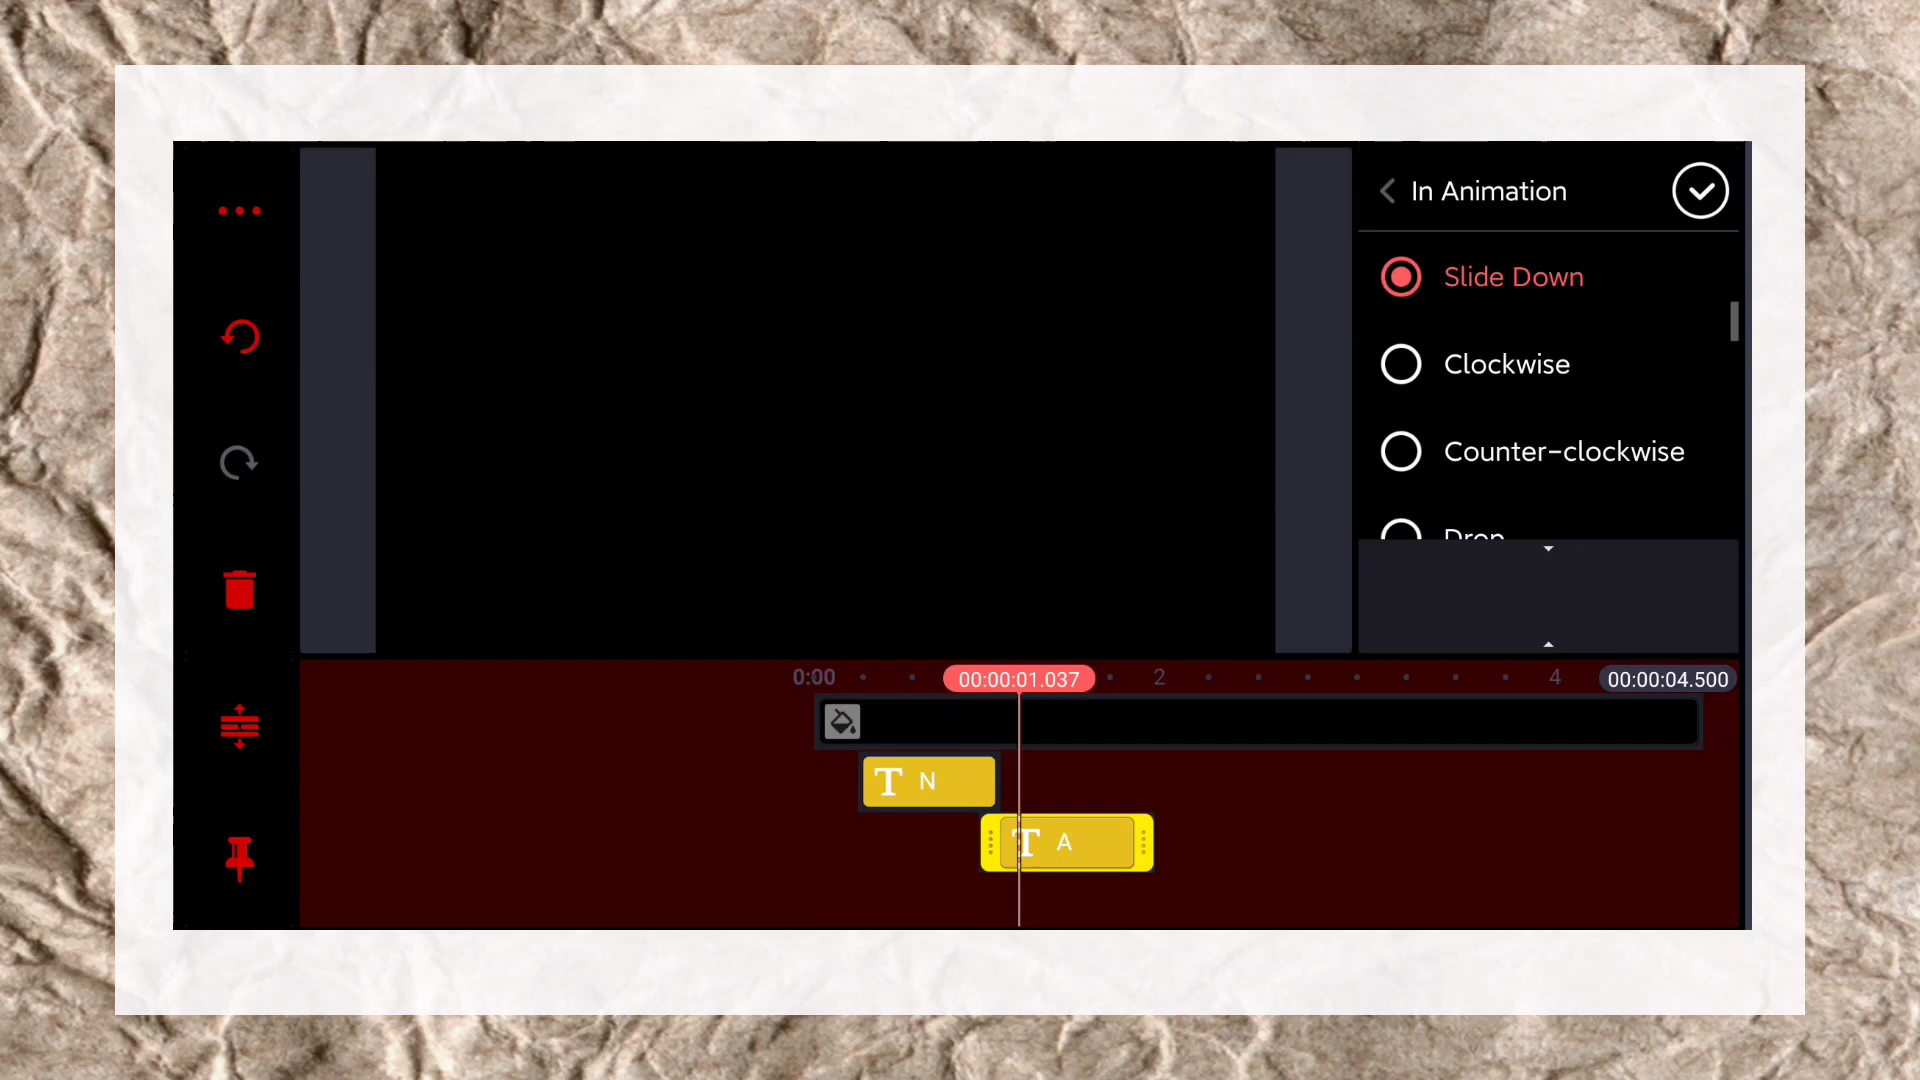 In Animation
Slide Down
Clockwise
Counter-clockwise
Drop
0:00
00:00:01.037
2
4
00:00:04.500
T N
T A